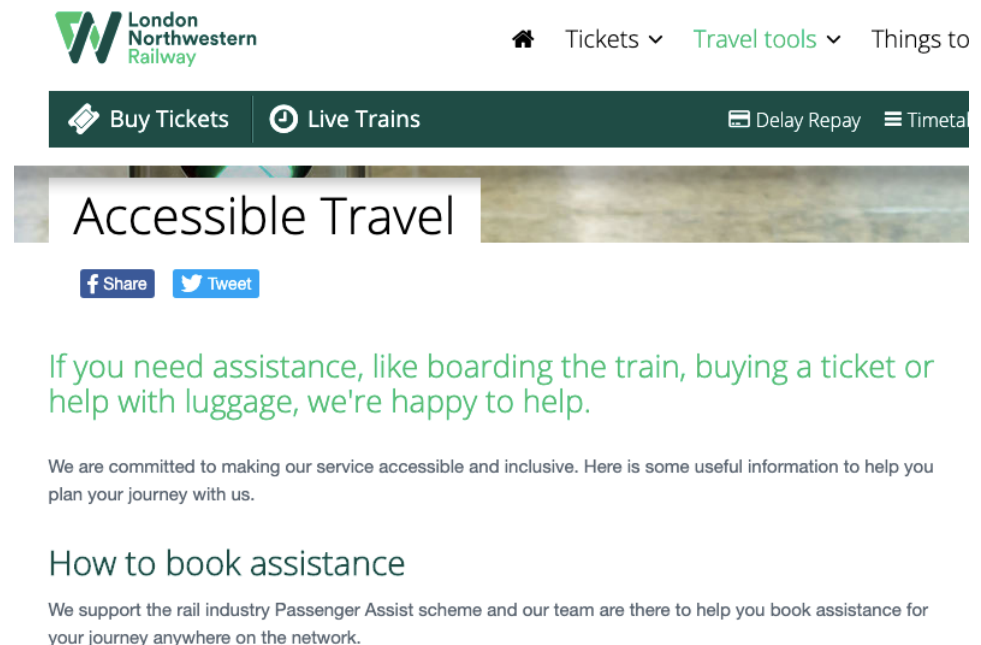 London
Northwestern
Railway
Tickets
Travel tools
Things to
Buy Tickets
Live Trains
Delay Repay
Timetal
Accessible Travel
Share
Tweet
If you need assistance, like boarding the train, buying a ticket or
help with luggage, we're happy to help.
We are committed to making our service accessible and inclusive. Here is some useful information to help you
plan your journey with us.
How to book assistance
We support the rail industry Passenger Assist scheme and our team are there to help you book assistance for
your journey anywhere on the network.